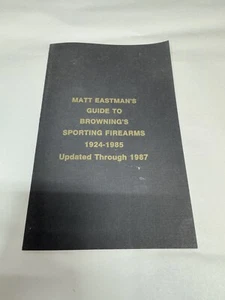 MATT EASTMAN'S
GUIDE TO
BROWNING'S
SPORTING FIREARMS
1924-1985
Updated Through 1987